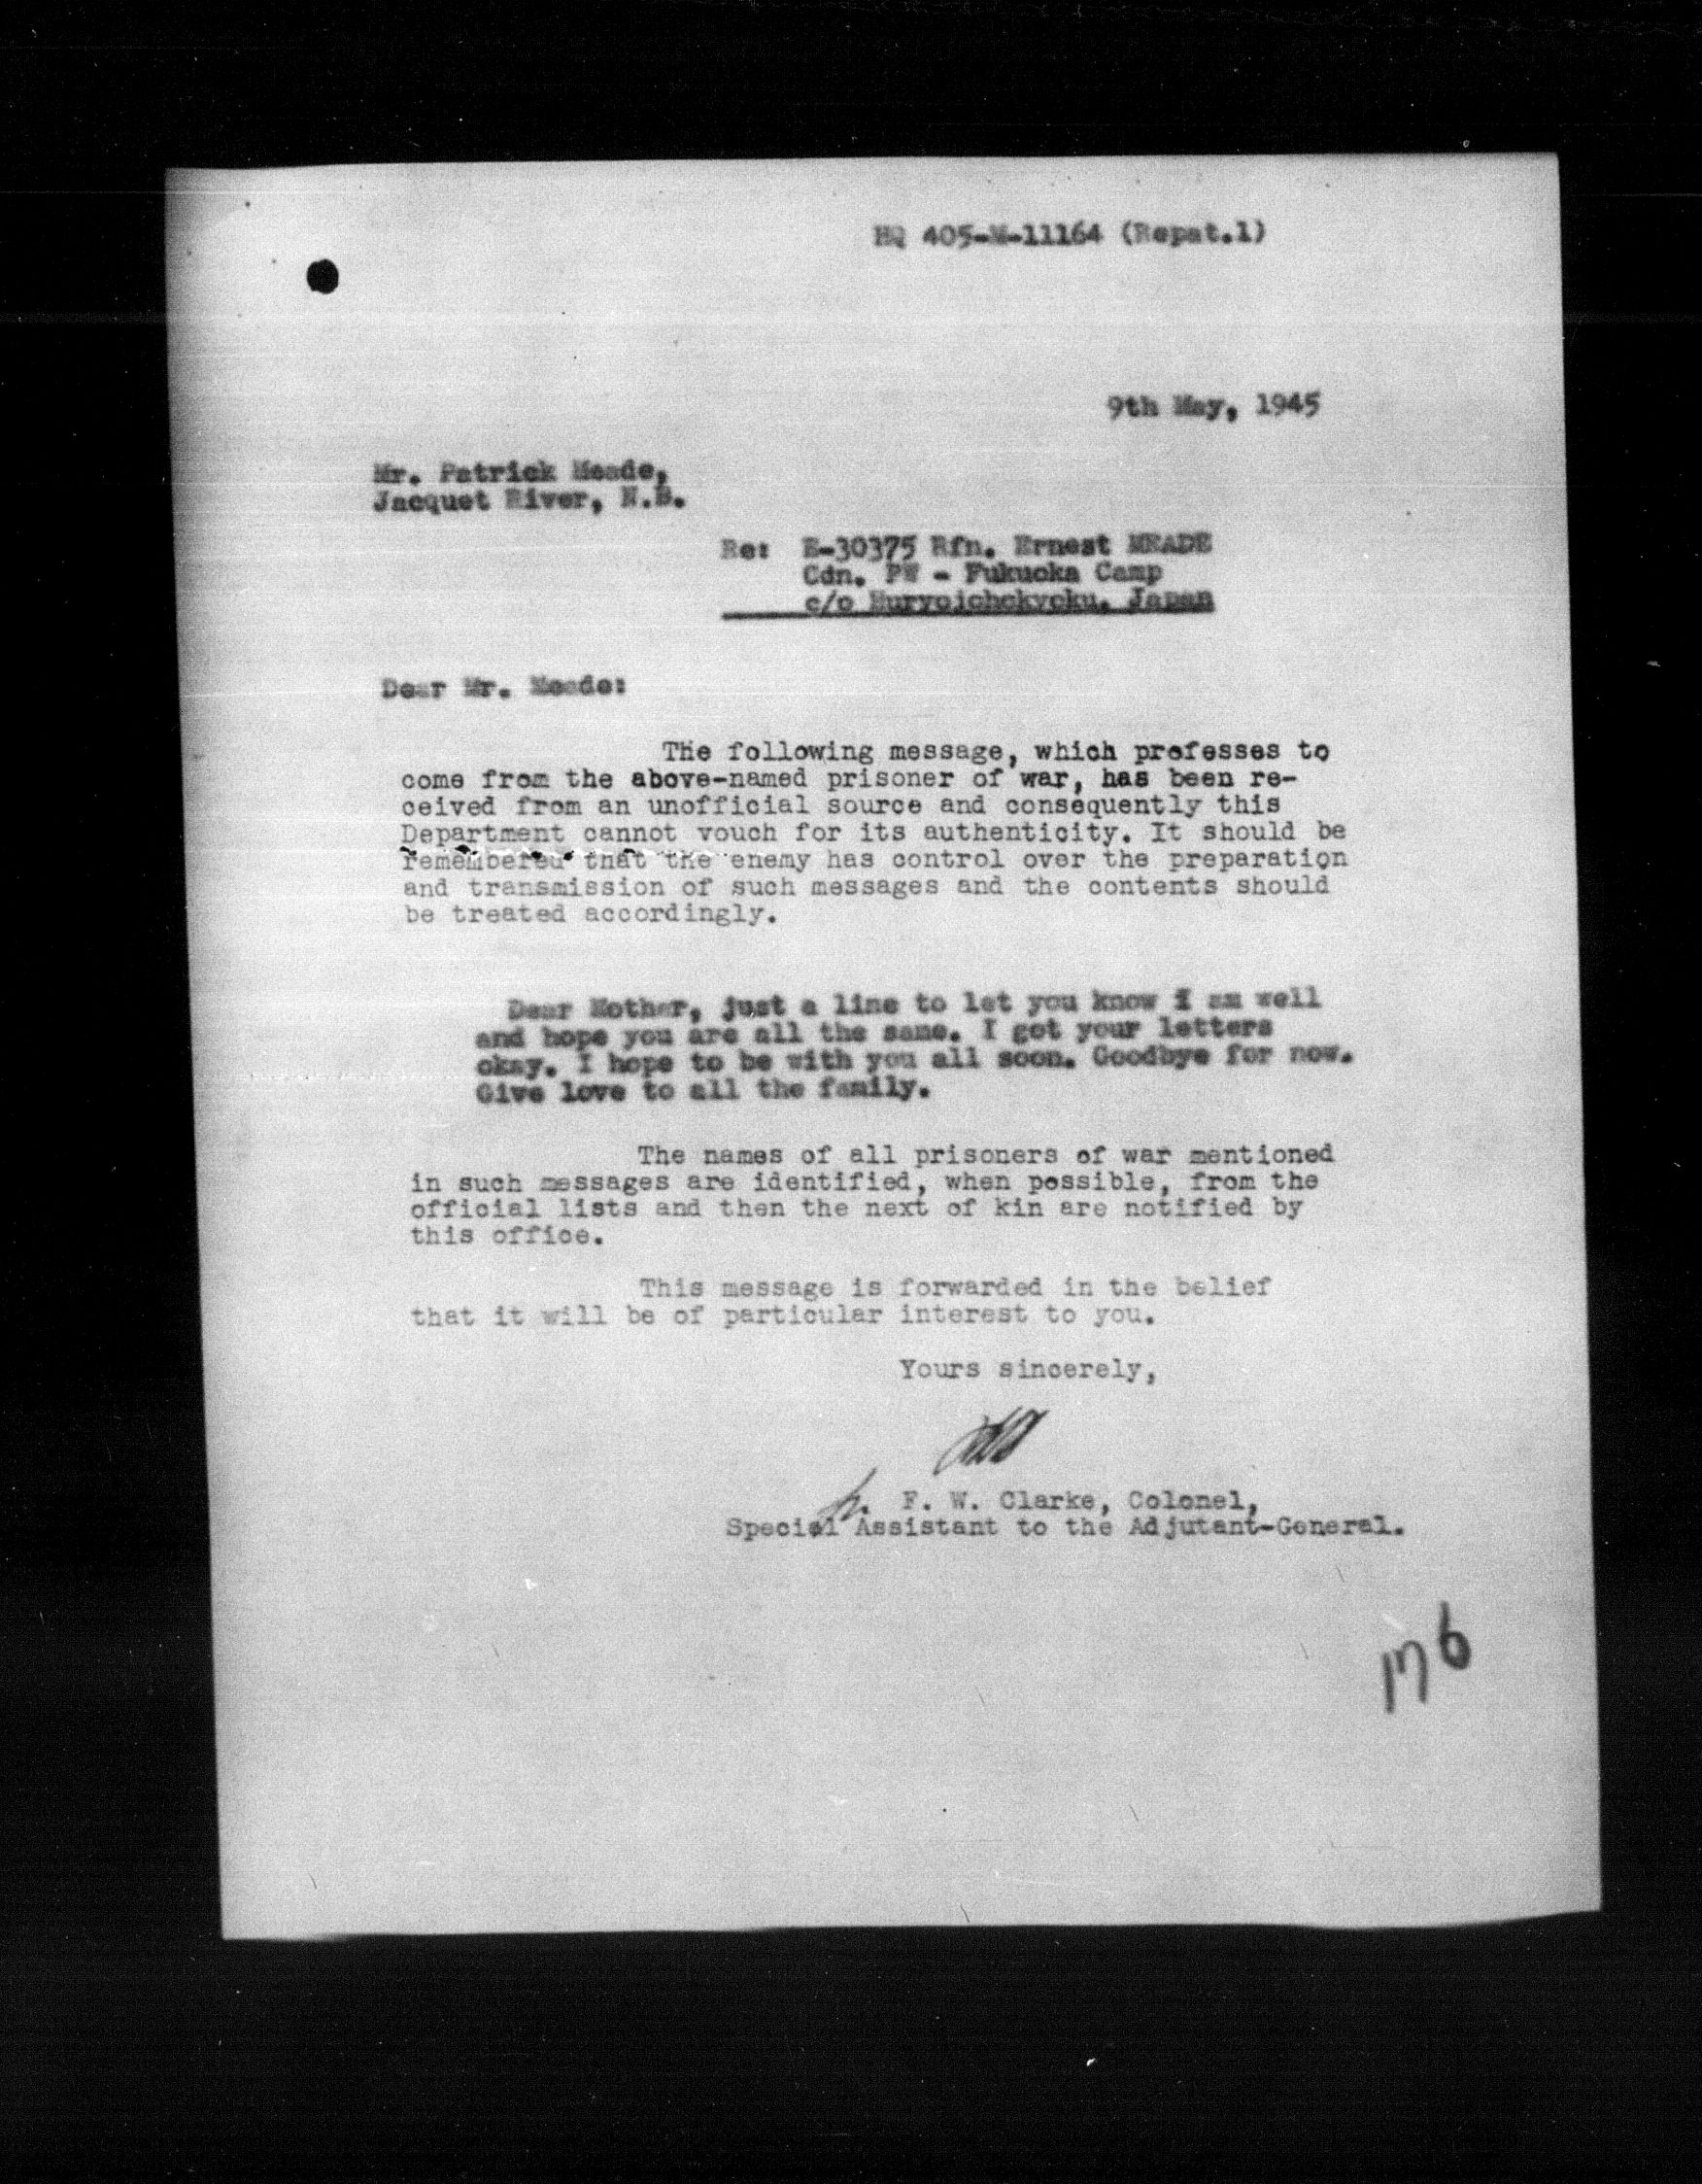 HQ 405-M-11164 (Repat.1)
9th May, 1945
Mr. Patrick Meade,
Jacquet River, N.B.
Re: E-30375 Rfn. Ernest MEADE
Cdn. PW - Fukuoka Camp
c/o Huryojohokyoku, Japan
Dear Mr. Meade:
The following message, which professes to
come from the above-named prisoner of war, has been re-
ceived from an unofficial source and consequently this
Department cannot vouch for its authenticity. It should be
remembered that the enemy has control over the preparation
and transmission of such messages and the contents should
be treated accordingly.
Dear Mother, just a line to let you know I am well
and hope you are all the same. I got your letters
okay. I hope to be with you all soon. Goodbye for now.
Give love to all the family.
The names of all prisoners of war mentioned
in such messages are identified, when possible, from the
official lists and then the next of kin are notified by
this office.
This message is forwarded in the belief
that it will be of particular interest to you.
Yours sincerely,
F. W. Clarke, Colonel,
Special Assistant to the Adjutant-General.
176